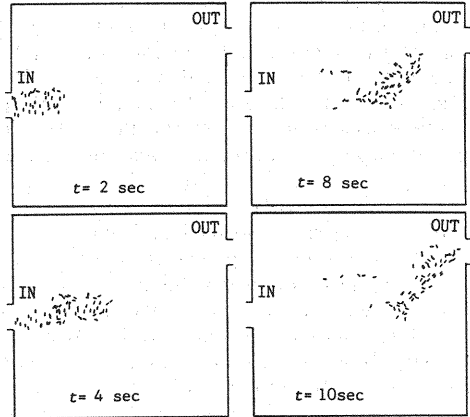 OUT
IN
t= 2 sec
OUT
IN
t= 8 sec
OUT
IN
t= 4 sec
OUT
IN
t= 10sec